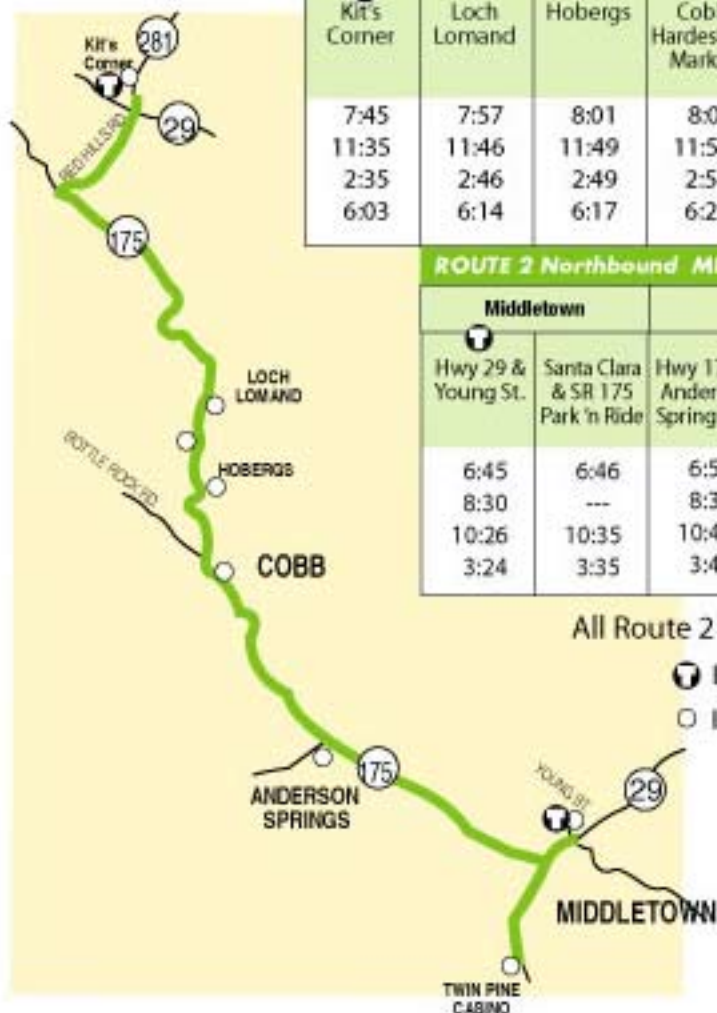 Kit's Corner
Loch Lomand
Hobergs
7:45 7:57 8:01
11:35 11:46 11:49
2:35 2:46 2:49
6:03 6:14 6:17
ROUTE 2 Northbound
Middletown
T
Hwy 29 & Young St.
Santa Clara & SR 175 Park 'n Ride
6:45 6:46
8:30 ---
10:26 10:35
3:24 3:35
All Route 2
T
Kit's
Corner
281
T
29
RED HILLS RD.
175
LOCH
LOMAND
HOBERGS
BOTTLE ROCK RD.
COBB
ANDERSON
SPRINGS
175
YOUNG ST
29
T
MIDDLETOWN
TWIN PINE
CASINO